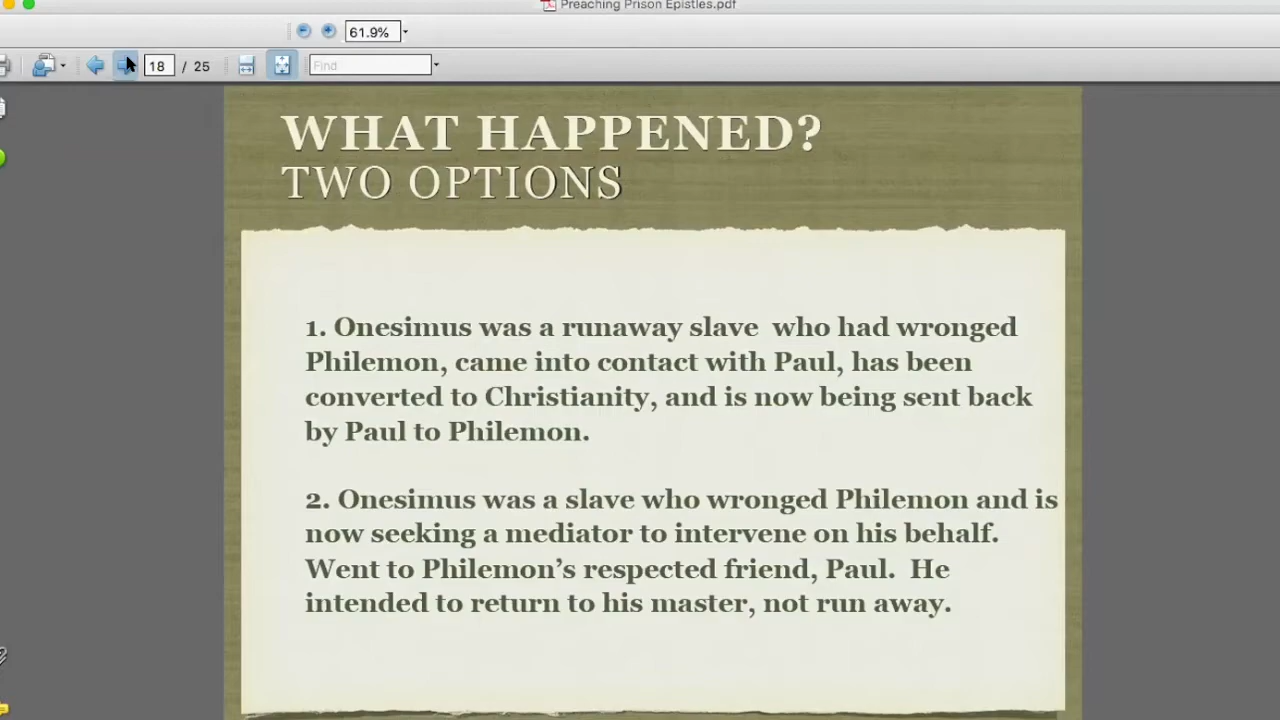 Preaching Prison Epistles.pdf
61.9%
18 / 25 Find
WHAT HAPPENED?
TWO OPTIONS
1. Onesimus was a runaway slave who had wronged
Philemon, came into contact with Paul, has been
converted to Christianity, and is now being sent back
by Paul to Philemon.
2. Onesimus was a slave who wronged Philemon and is
now seeking a mediator to intervene on his behalf.
Went to Philemon’s respected friend, Paul. He
intended to return to his master, not run away.